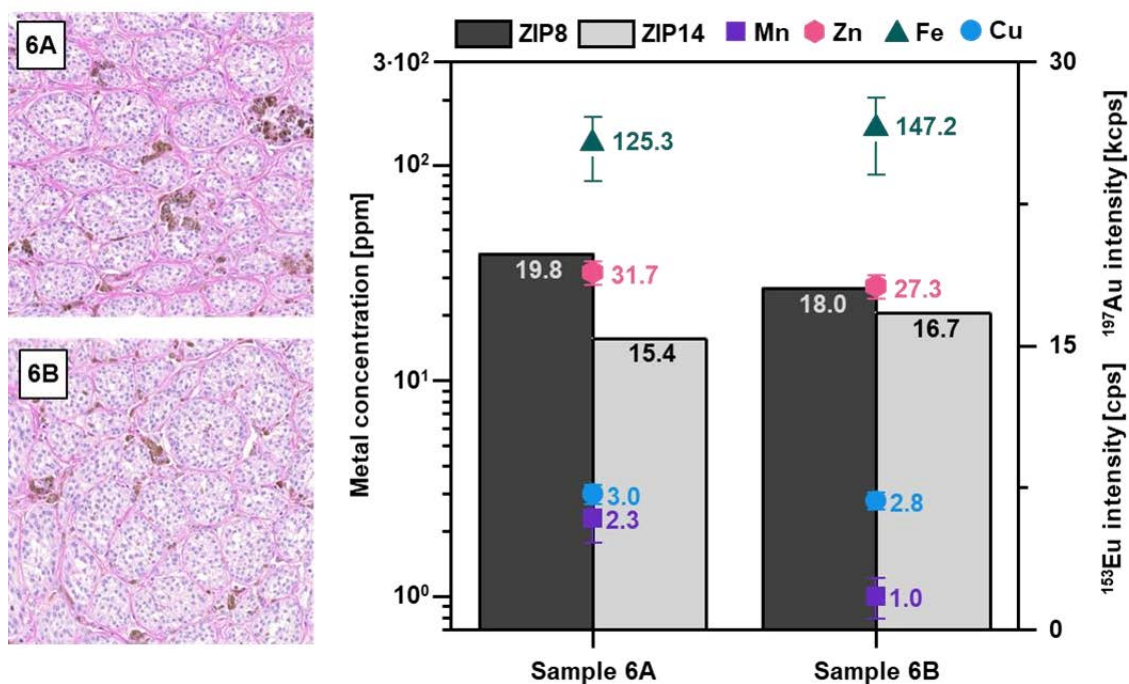 6A
6B
ZIP8 ZIP14 Mn Zn Fe Cu
3·10²
10²
10¹
10⁰
Metal concentration [ppm]
125.3
147.2
19.8
31.7
15.4
18.0
27.3
16.7
3.0
2.3
2.8
1.0
30
15
0
¹⁹⁷Au intensity [kcps]
¹⁵³Eu intensity [cps]
Sample 6A Sample 6B